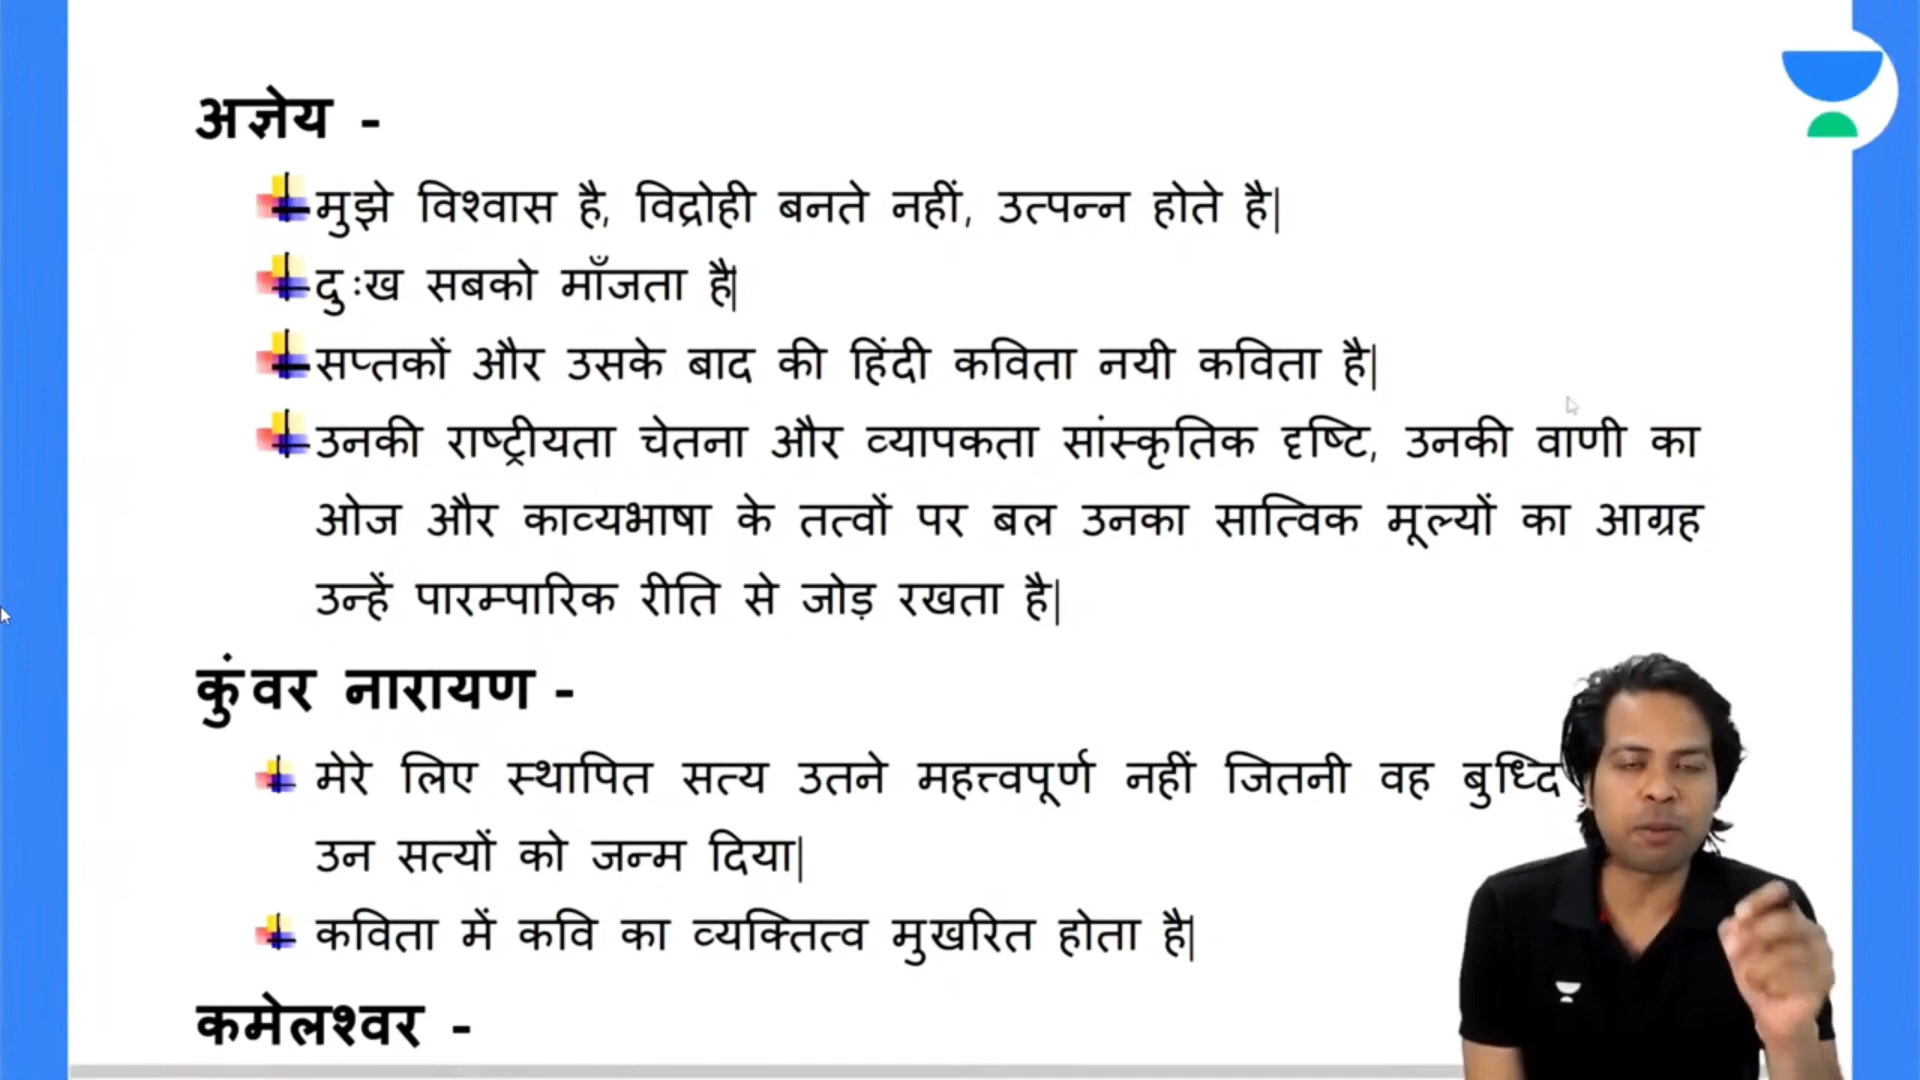 अज्ञेय -
मुझे विश्वास है, विद्रोही बनते नहीं, उत्पन्न होते है|
दुःख सबको माँजता है|
सप्तकों और उसके बाद की हिंदी कविता नयी कविता है|
उनकी राष्ट्रीयता चेतना और व्यापकता सांस्कृतिक दृष्टि, उनकी वाणी का
ओज और काव्यभाषा के तत्वों पर बल उनका सात्विक मूल्यों का आग्रह
उन्हें पारम्पारिक रीति से जोड़ रखता है|
कुंवर नारायण -
मेरे लिए स्थापित सत्य उतने महत्त्वपूर्ण नहीं जितनी वह बुध्दि
उन सत्यों को जन्म दिया|
कविता में कवि का व्यक्तित्व मुखरित होता है|
कमेलश्वर -